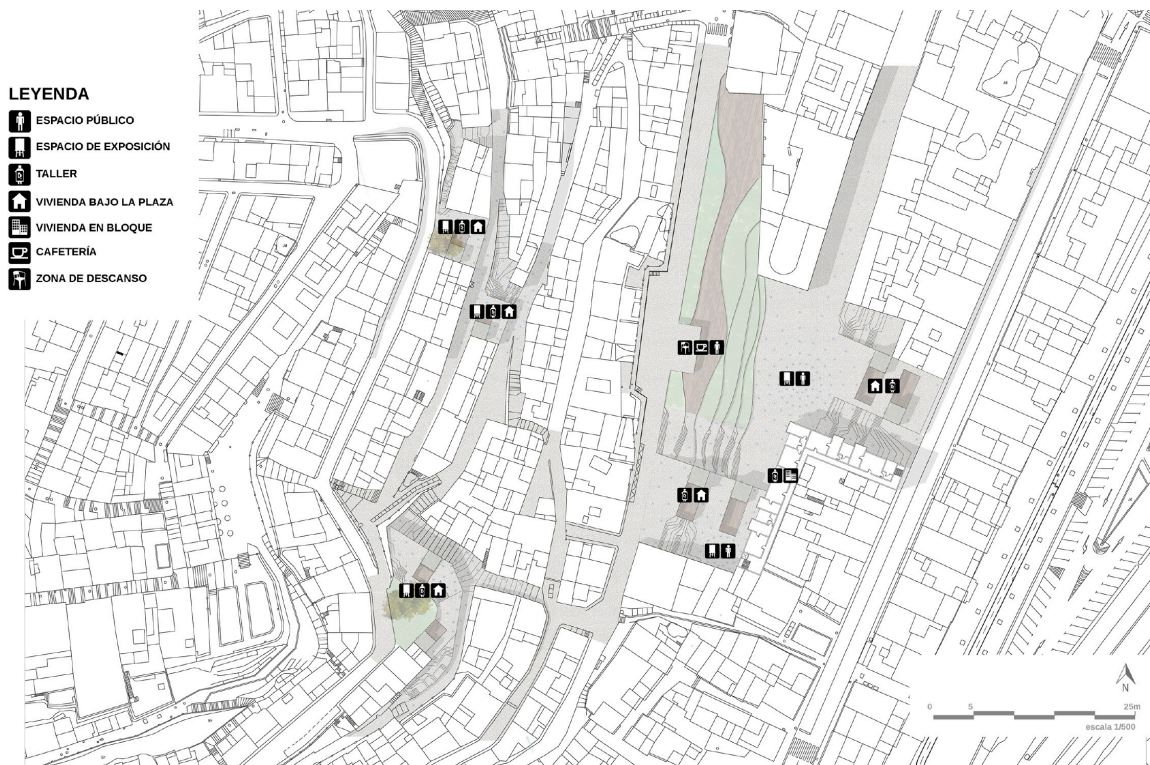 LEYENDA
ESPACIO PÚBLICO
ESPACIO DE EXPOSICIÓN
TALLER
VIVIENDA BAJO LA PLAZA
VIVIENDA EN BLOQUE
CAFETERÍA
ZONA DE DESCANSO
N
0 5 25m
escala 1/500